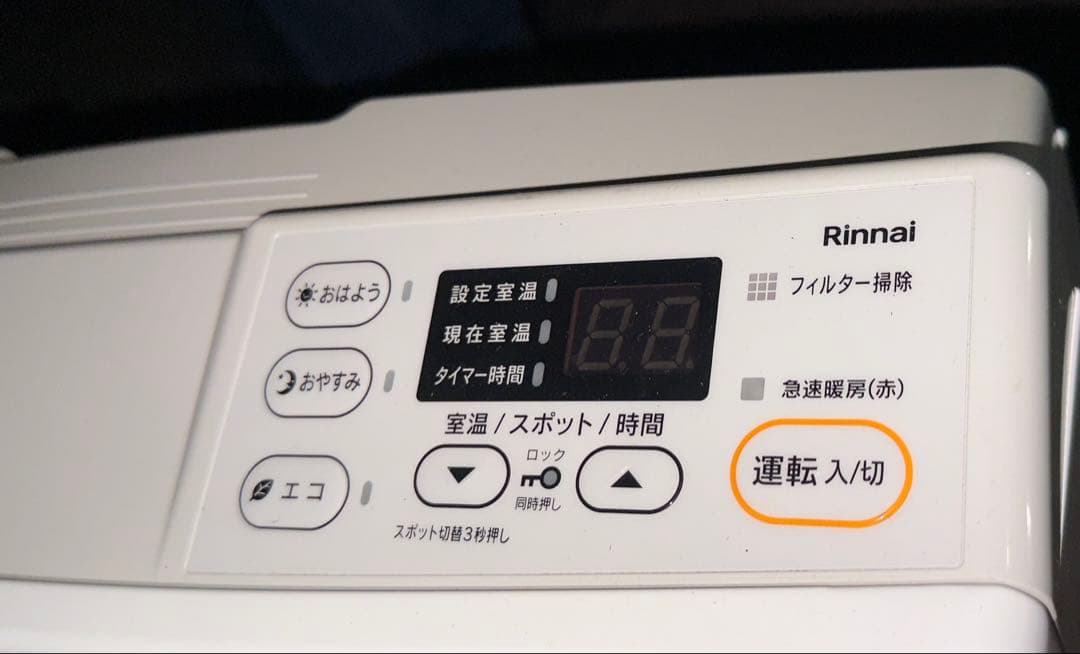 Rinnai
フィルター掃除
おはよう
設定室温
現在室温
おやすみ
タイマー時間
急速暖房(赤)
室温/スポット/時間
ロック
エコ
同時押し
運転 入/切
スポット切替3秒押し